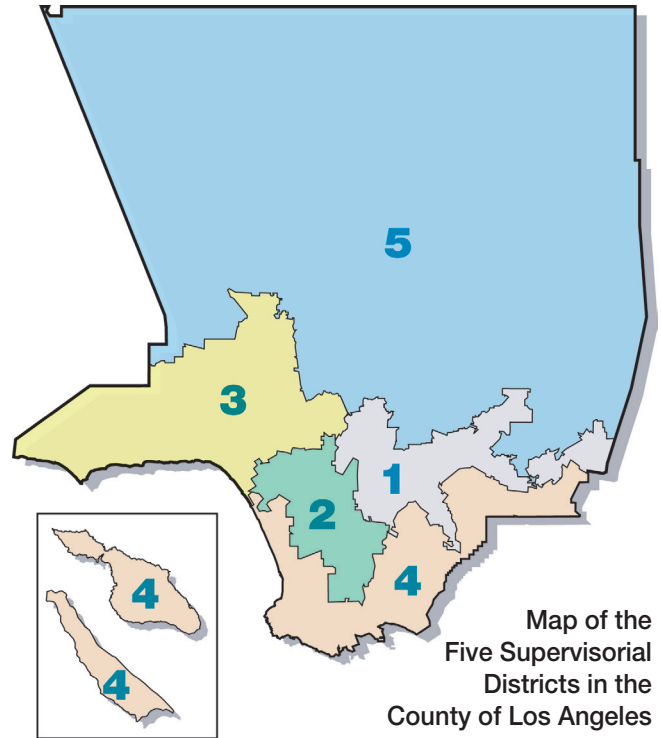 5
3
1
2
4
4
4
Map of the
Five Supervisorial
Districts in the
County of Los Angeles